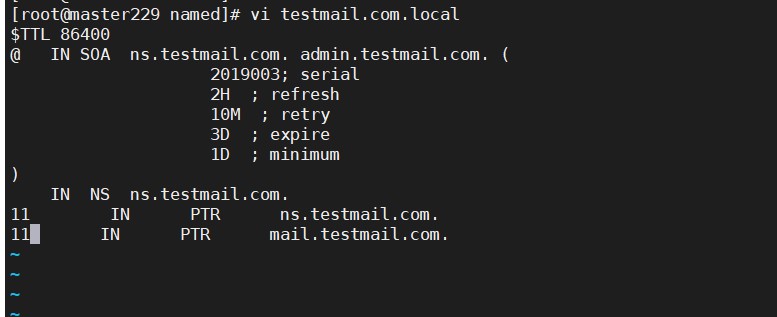 [root@master229 named]# vi testmail.com.local
$TTL 86400
@   IN SOA  ns.testmail.com. admin.testmail.com. (
                    2019003; serial
                    2H  ; refresh
                    10M  ; retry
                    3D  ; expire
                    1D  ; minimum
)
    IN  NS  ns.testmail.com.
11        IN      PTR      ns.testmail.com.
11       IN      PTR      mail.testmail.com.
~
~
~
~